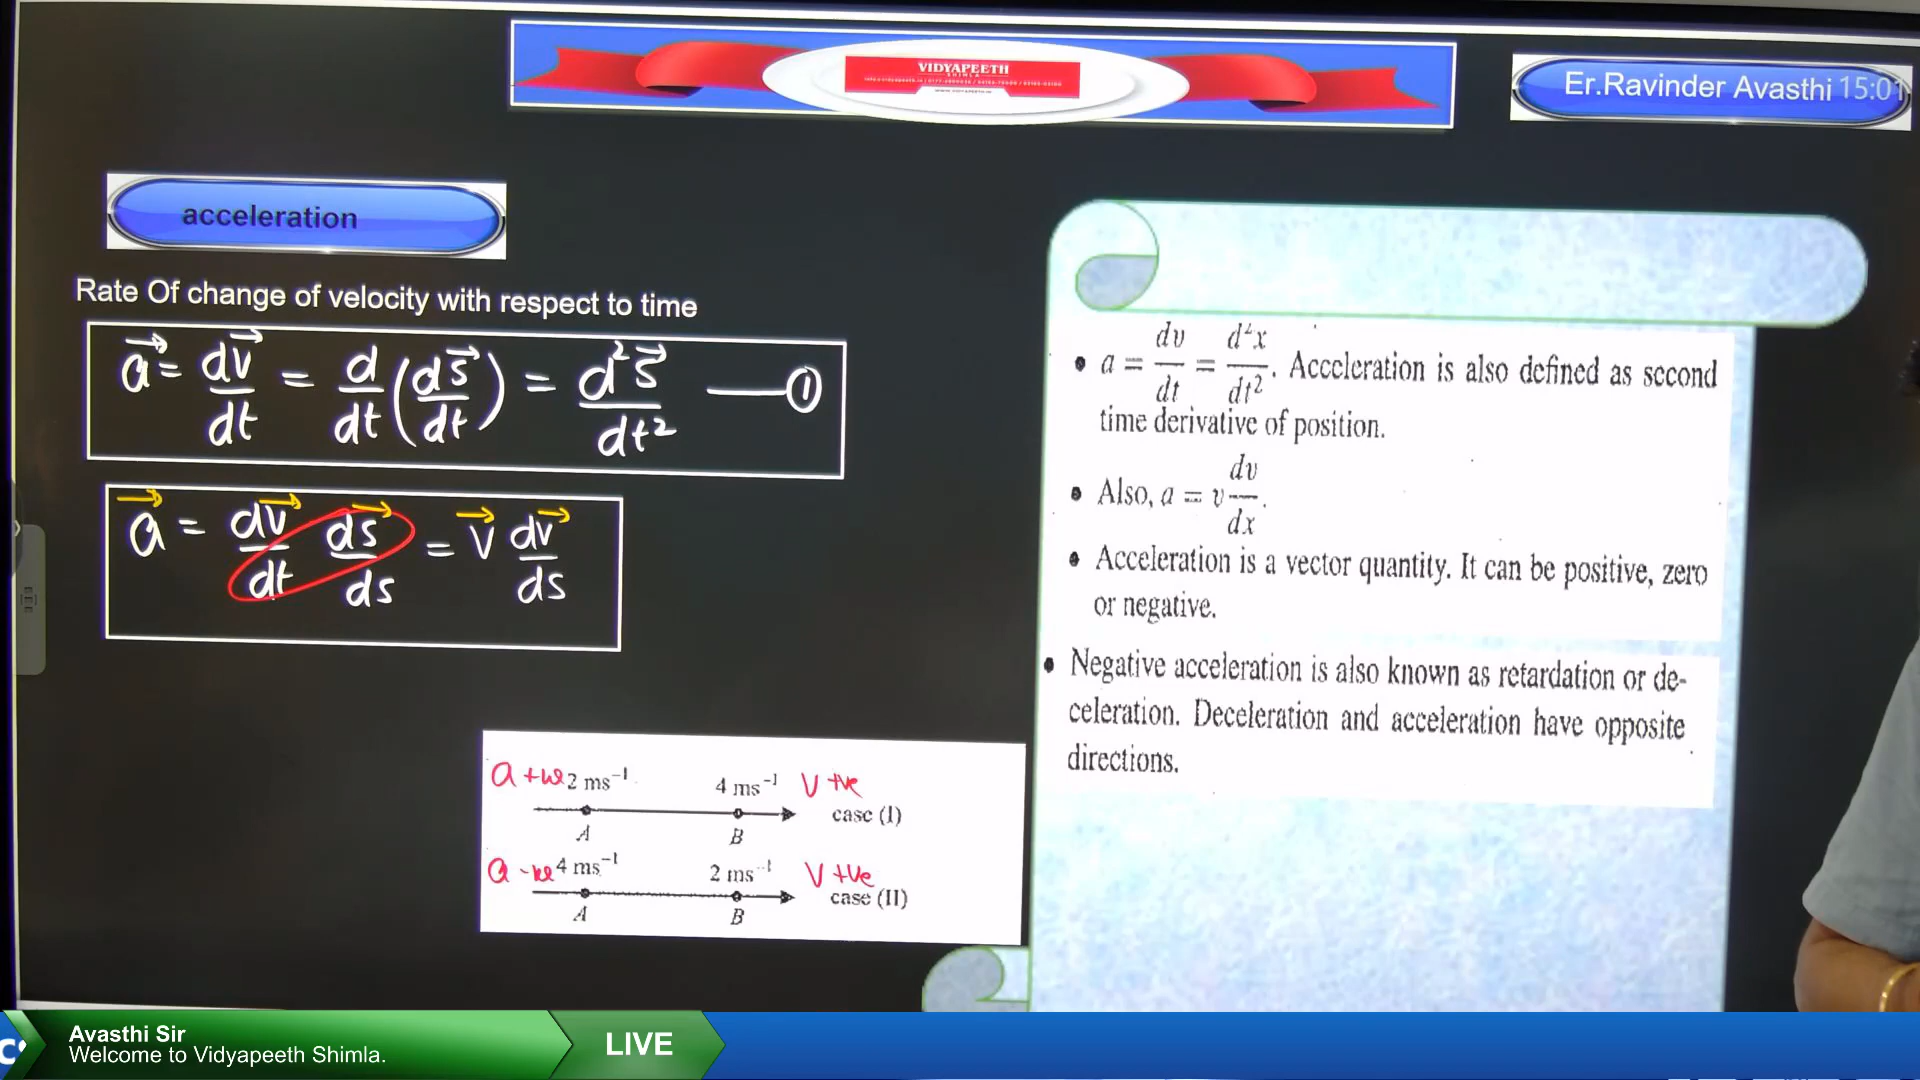 VIDYAPEETH
SHIMLA
Er.Ravinder Avasthi 15:01
acceleration
Rate Of change of velocity with respect to time
a⃗ = dv⃗/dt = d/dt (ds⃗/dt) = d²s⃗/dt² —— ①
a⃗ = dv⃗/dt ds⃗/ds = v⃗ dv⃗/ds
• a = dv/dt = d²x/dt². Acceleration is also defined as second
time derivative of position.
• Also, a = v dv/dx.
• Acceleration is a vector quantity. It can be positive, zero
or negative.
• Negative acceleration is also known as retardation or de-
celeration. Deceleration and acceleration have opposite
directions.
a +ve 2 ms⁻¹ 4 ms⁻¹ V +ve
case (I)
A B
a -ve 4 ms⁻¹ 2 ms⁻¹ V +ve
case (II)
A B
Avasthi Sir
Welcome to Vidyapeeth Shimla.
LIVE